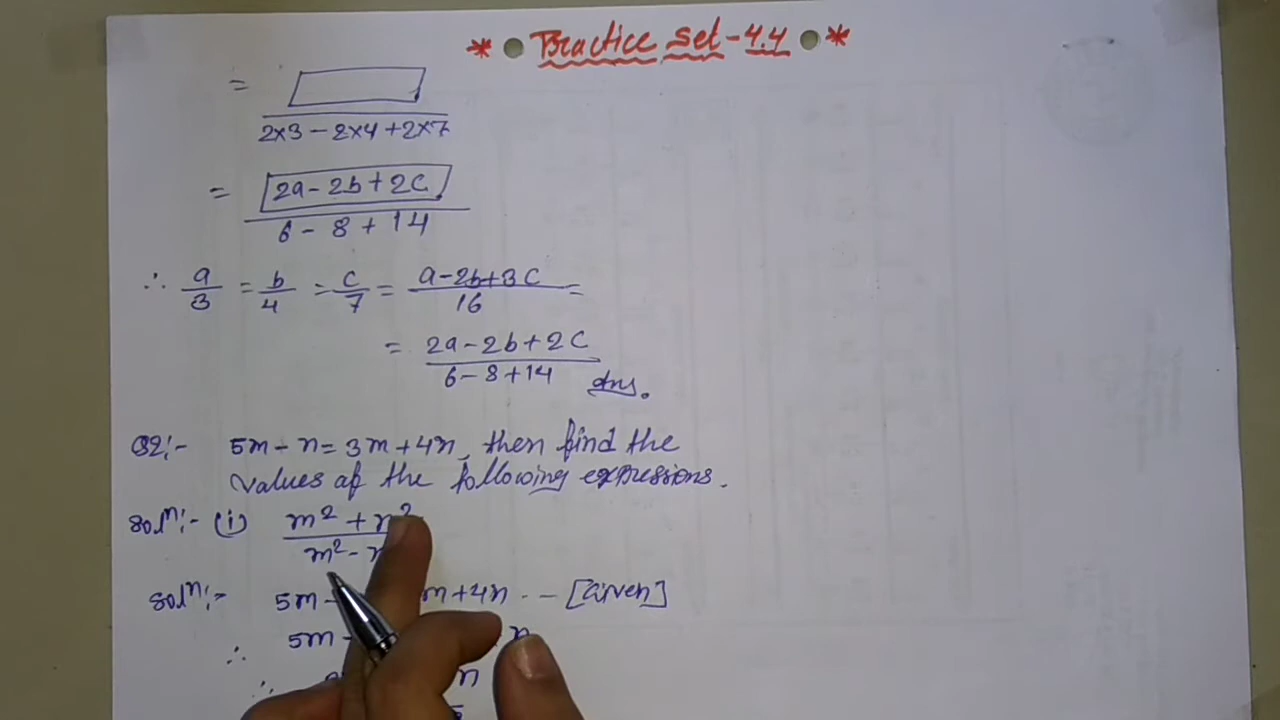 * Practice Set-4.4 *
=
2×3 - 2×4 + 2×7
= 2a - 2b + 2c
6 - 8 + 14
∴ a/3 = b/4 = c/7 = a-2b+3c/16 =
= 2a-2b+2c/6-8+14 Ans.
Q2:- 5m - n = 3m + 4n, then find the
values of the following expressions.
Solⁿ:- (i) m² + n²
m² -
Solⁿ:- 5m - m+4n -- [Given]
∴ 5m - n
∴ n